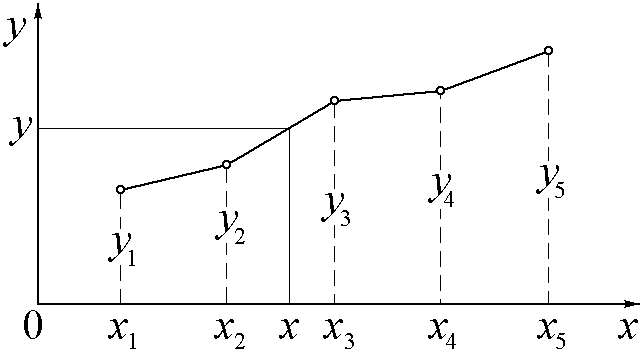 y
y
y₁ y₂ y₃ y₄ y₅
0 x₁ x₂ x x₃ x₄ x₅ x